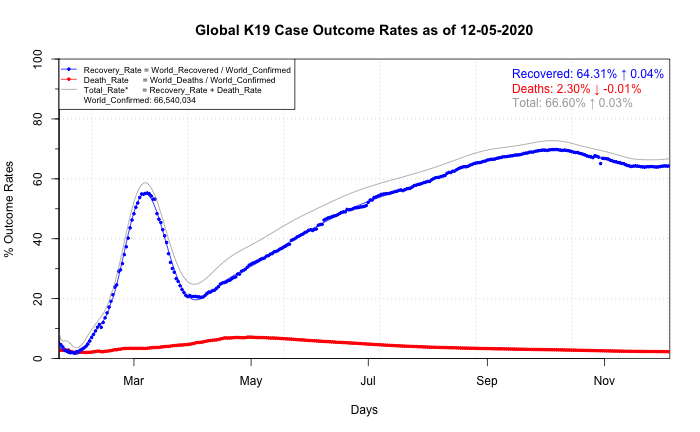 Global K19 Case Outcome Rates as of 12-05-2020
Recovery_Rate = World_Recovered / World_Confirmed
Death_Rate = World_Deaths / World_Confirmed
Total_Rate* = Recovery_Rate + Death_Rate
World_Confirmed: 66,540,034
Recovered: 64.31% ↑ 0.04%
Deaths: 2.30% ↓ -0.01%
Total: 66.60% ↑ 0.03%
% Outcome Rates
100
80
60
40
20
0
Mar May Jul Sep Nov
Days